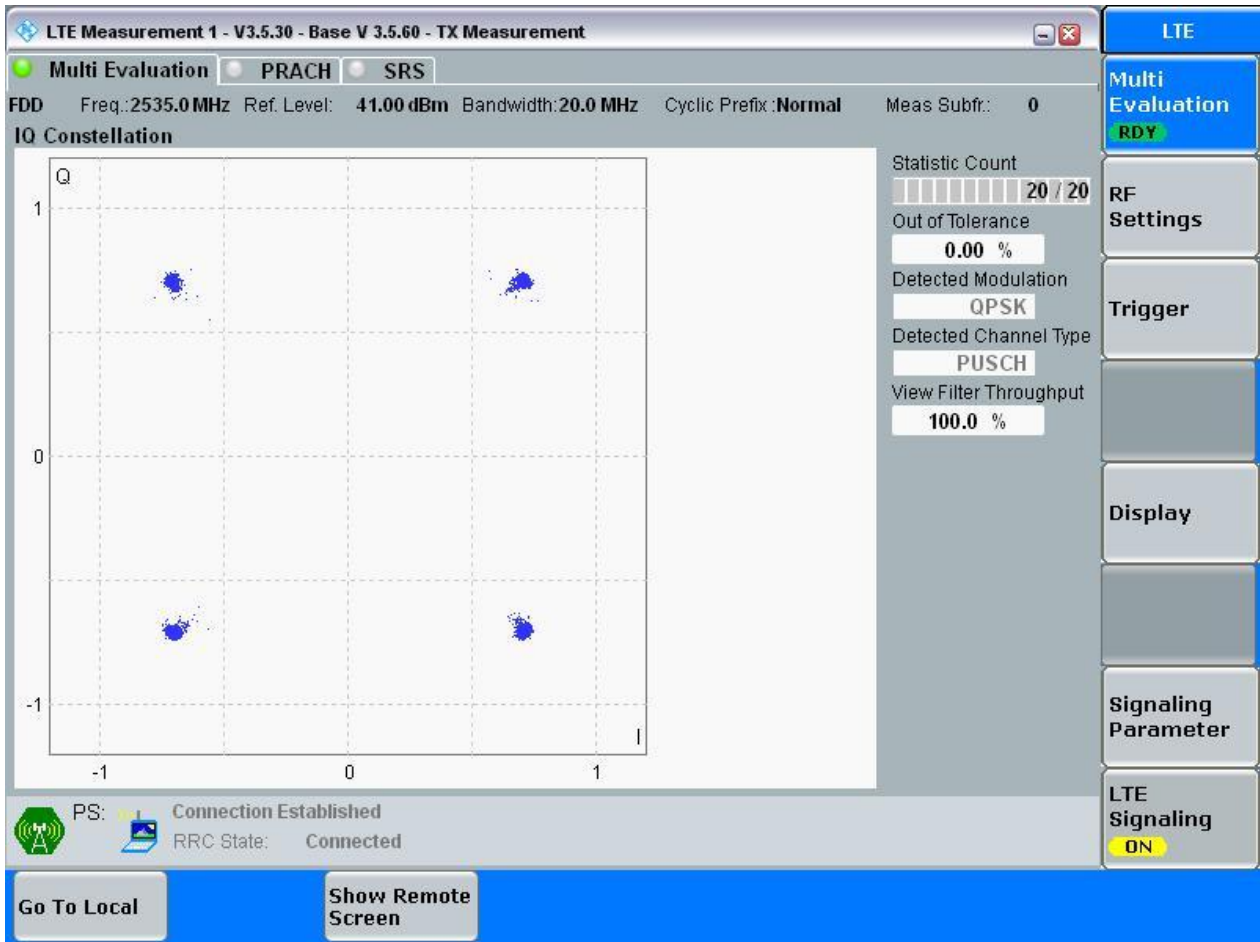 LTE Measurement 1 - V3.5.30 - Base V 3.5.60 - TX Measurement
LTE
Multi Evaluation PRACH SRS
FDD Freq.:2535.0 MHz Ref. Level: 41.00 dBm Bandwidth:20.0 MHz Cyclic Prefix :Normal Meas Subfr.: 0
IQ Constellation
Q
1
0
-1
-1 0 1
I
Statistic Count
20 / 20
Out of Tolerance
0.00 %
Detected Modulation
QPSK
Detected Channel Type
PUSCH
View Filter Throughput
100.0 %
Multi
Evaluation
RDY
RF
Settings
Trigger
Display
Signaling
Parameter
LTE
Signaling
ON
PS: Connection Established
RRC State: Connected
Go To Local
Show Remote
Screen